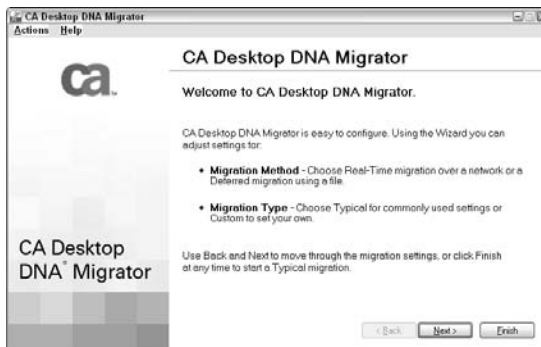 CA Desktop DNA Migrator
Actions Help
ca
CA Desktop
DNA Migrator
CA Desktop DNA Migrator
Welcome to CA Desktop DNA Migrator.
CA Desktop DNA Migrator is easy to configure. Using the Wizard you can
adjust settings for:
• Migration Method - Choose Real-Time migration over a network or a
Deferred migration using a file.
• Migration Type - Choose Typical for commonly used settings or
Custom to set your own.
Use Back and Next to move through the migration settings, or click Finish
at any time to start a Typical migration.
< Back Next > Finish